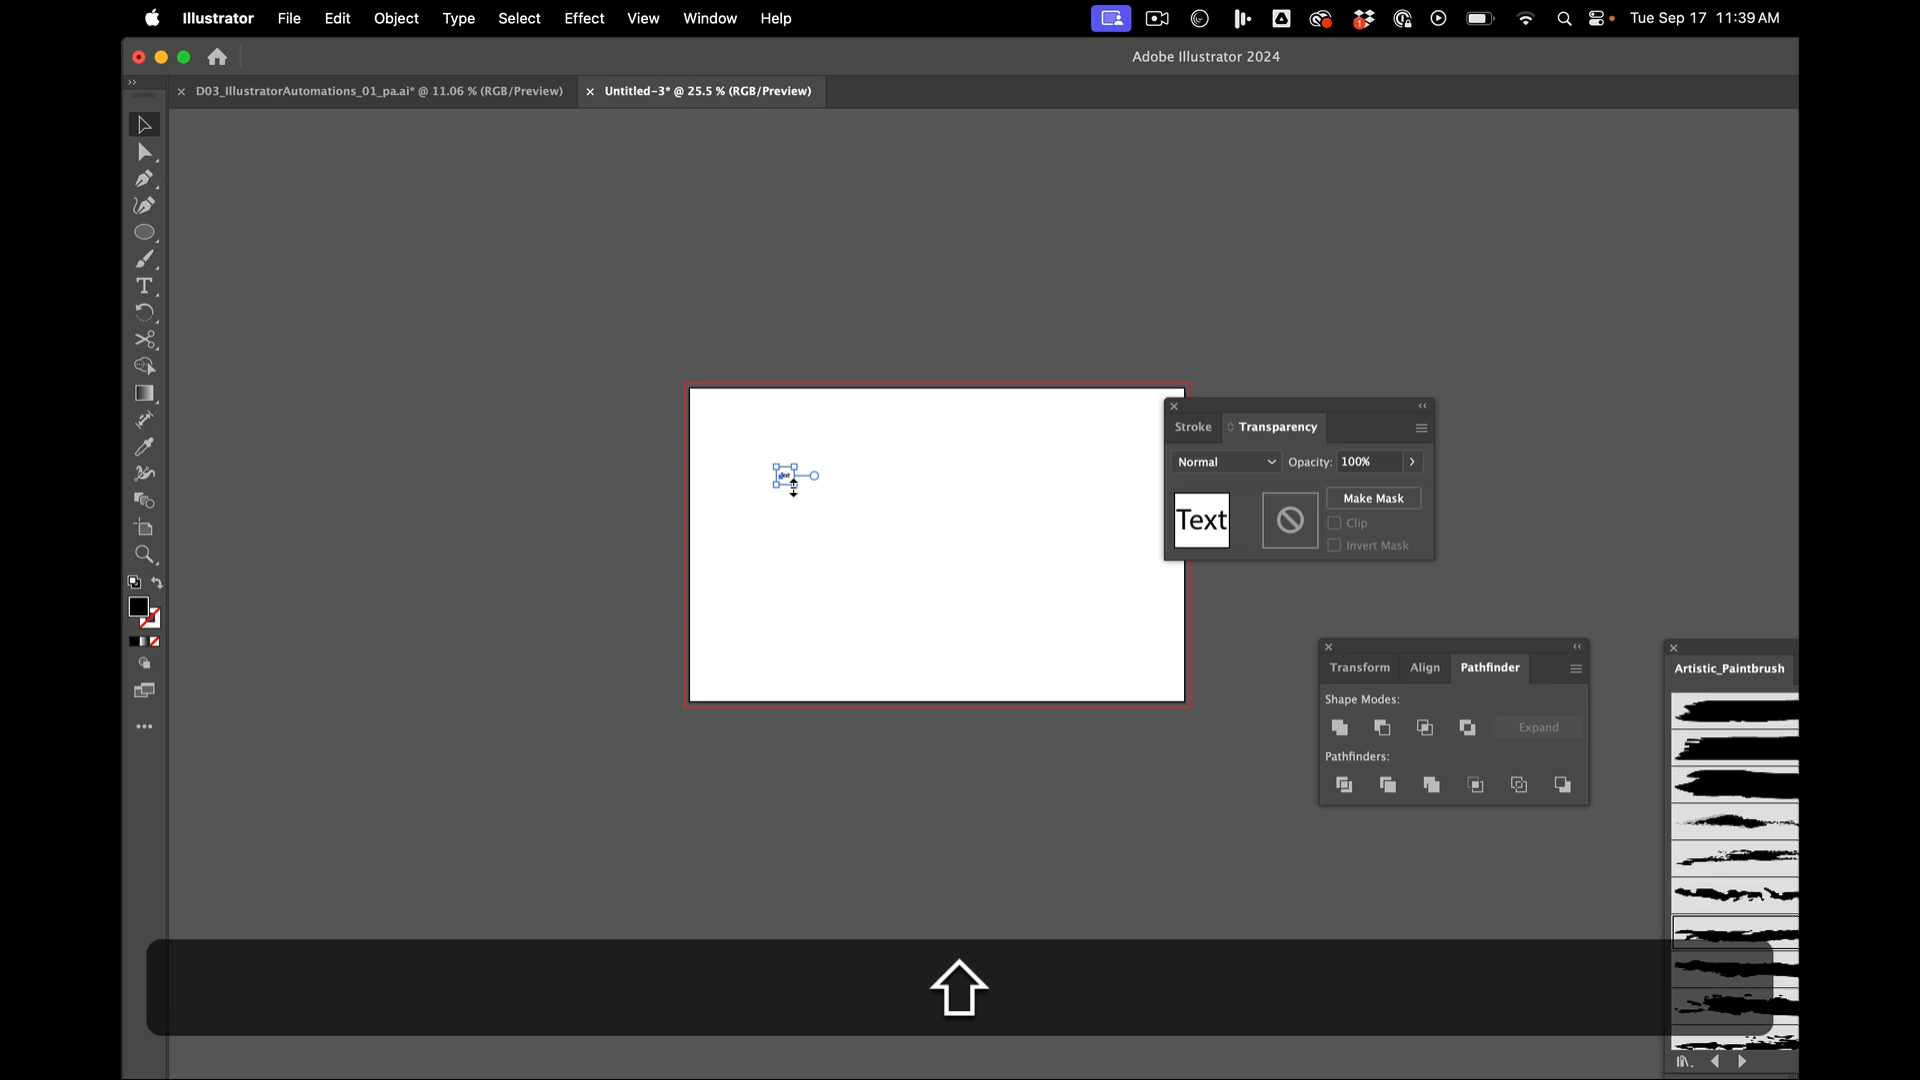 Illustrator File Edit Object Type Select Effect View Window Help
Tue Sep 17 11:39 AM
Adobe Illustrator 2024
D03_IllustratorAutomations_01_pa.ai* @ 11.06 % (RGB/Preview)
Untitled-3* @ 25.5 % (RGB/Preview)
Text
Stroke Transparency
Normal Opacity: 100%
Make Mask
Text
Clip
Invert Mask
Transform Align Pathfinder
Shape Modes:
Expand
Pathfinders:
Artistic_Paintbrush